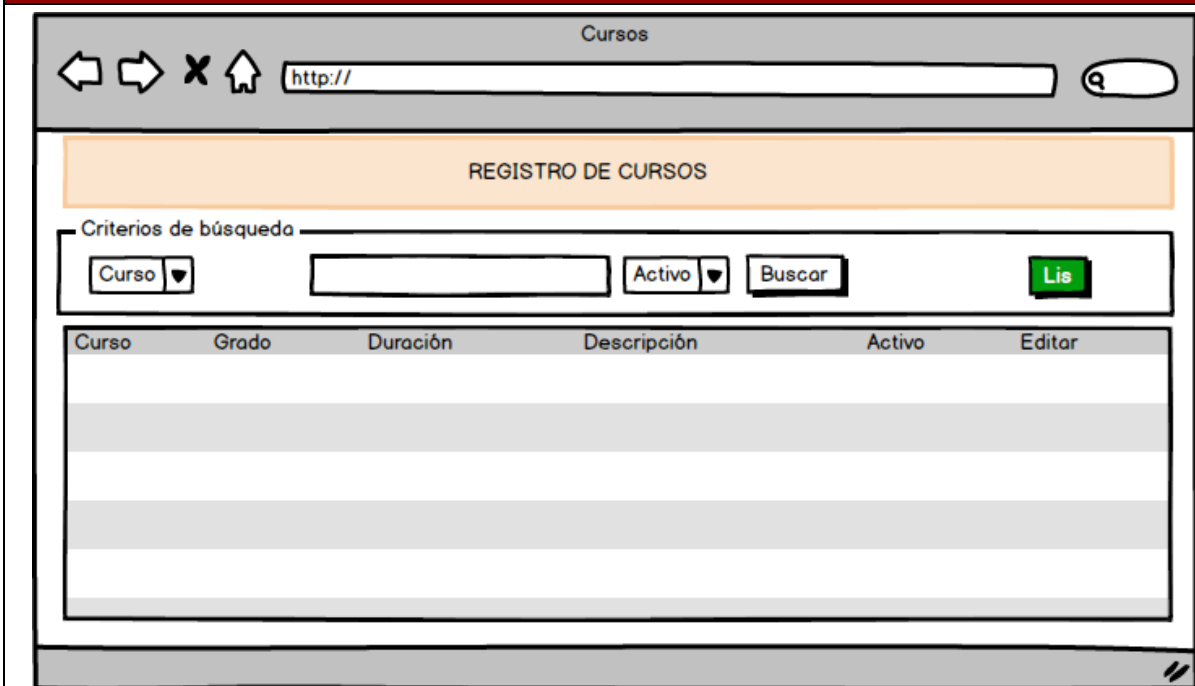 Cursos
http://
REGISTRO DE CURSOS
Criterios de búsqueda
Curso Activo Buscar Lis
Curso Grado Duración Descripción Activo Editar